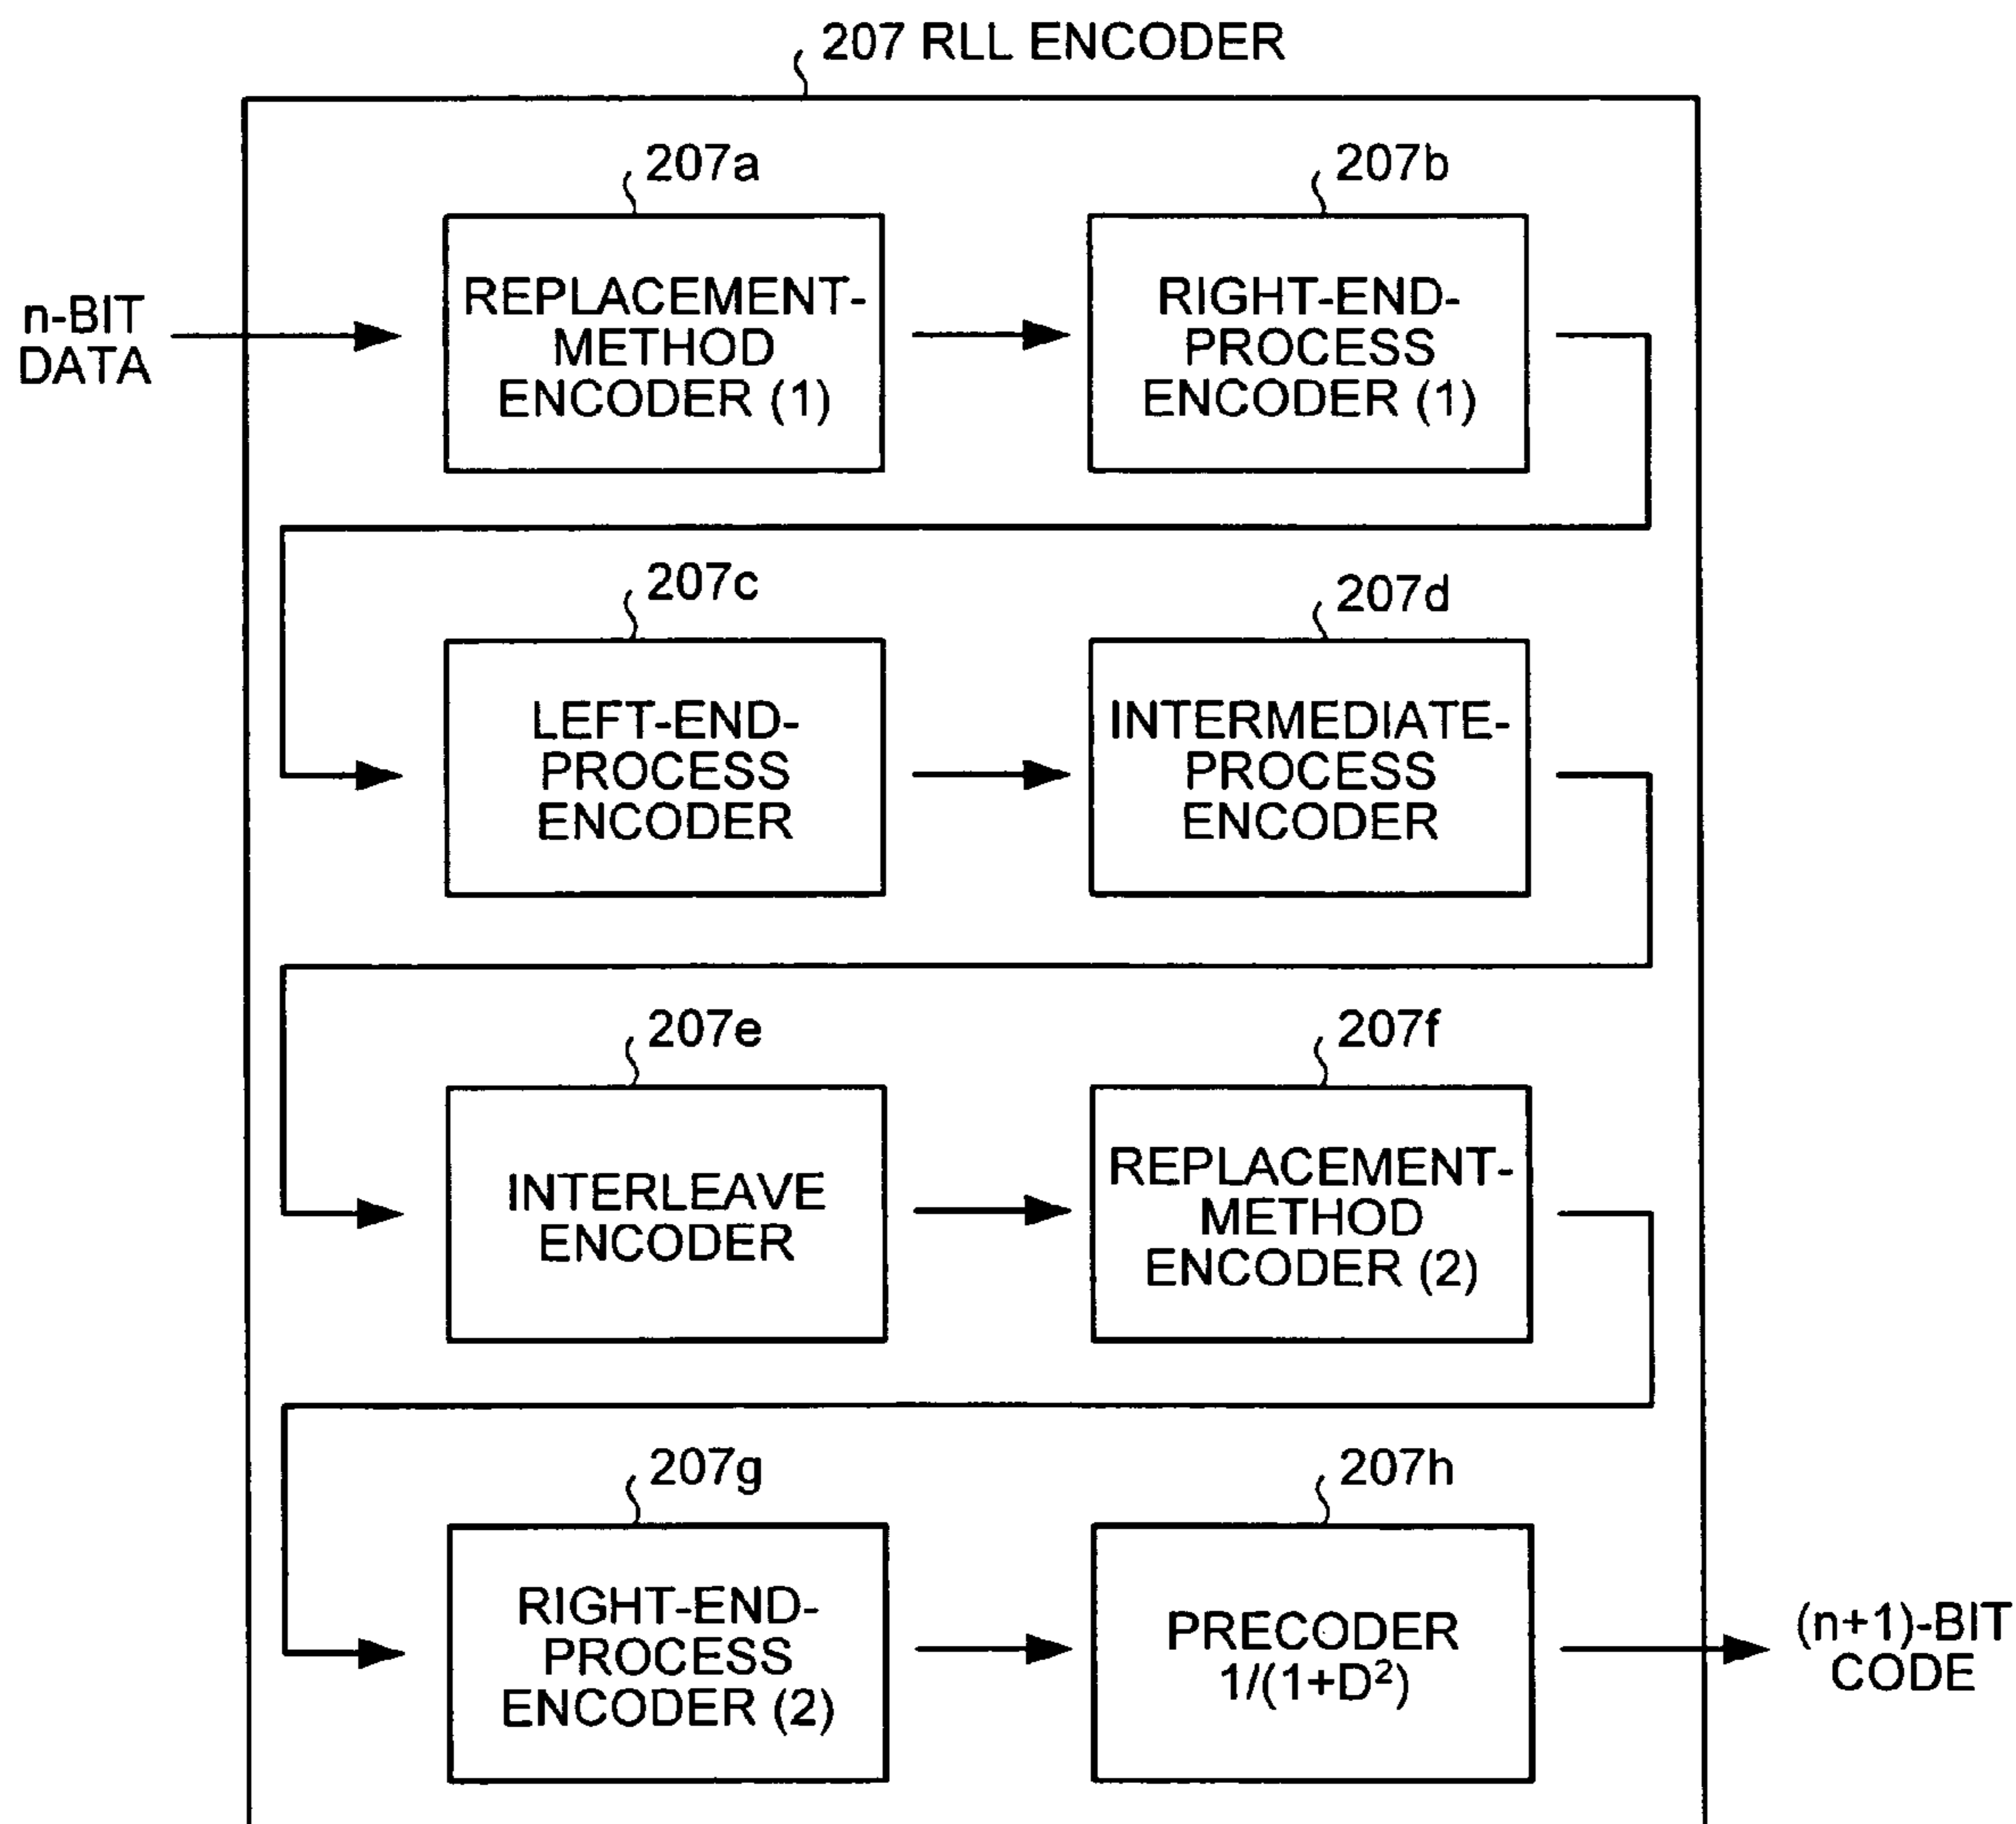 207 RLL ENCODER
207a
207b
n-BIT
DATA
REPLACEMENT-
METHOD
ENCODER (1)
RIGHT-END-
PROCESS
ENCODER (1)
207c
207d
LEFT-END-
PROCESS
ENCODER
INTERMEDIATE-
PROCESS
ENCODER
207e
207f
INTERLEAVE
ENCODER
REPLACEMENT-
METHOD
ENCODER (2)
207g
207h
RIGHT-END-
PROCESS
ENCODER (2)
PRECODER
1/(1+D²)
(n+1)-BIT
CODE